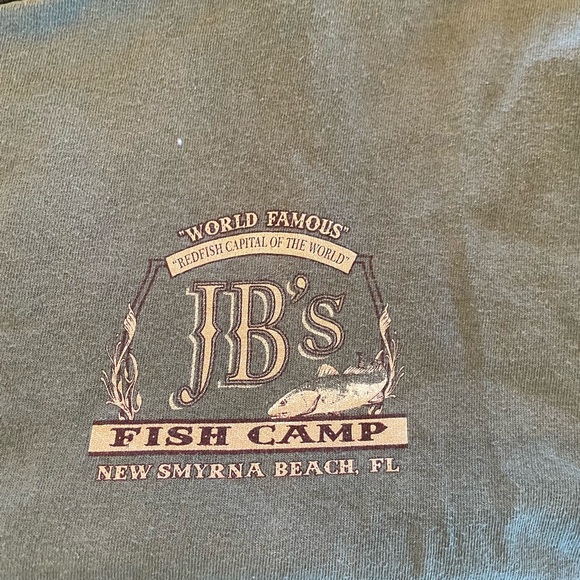 "WORLD FAMOUS"
"REDFISH CAPITAL OF THE WORLD"
JB's
FISH CAMP
NEW SMYRNA BEACH, FL